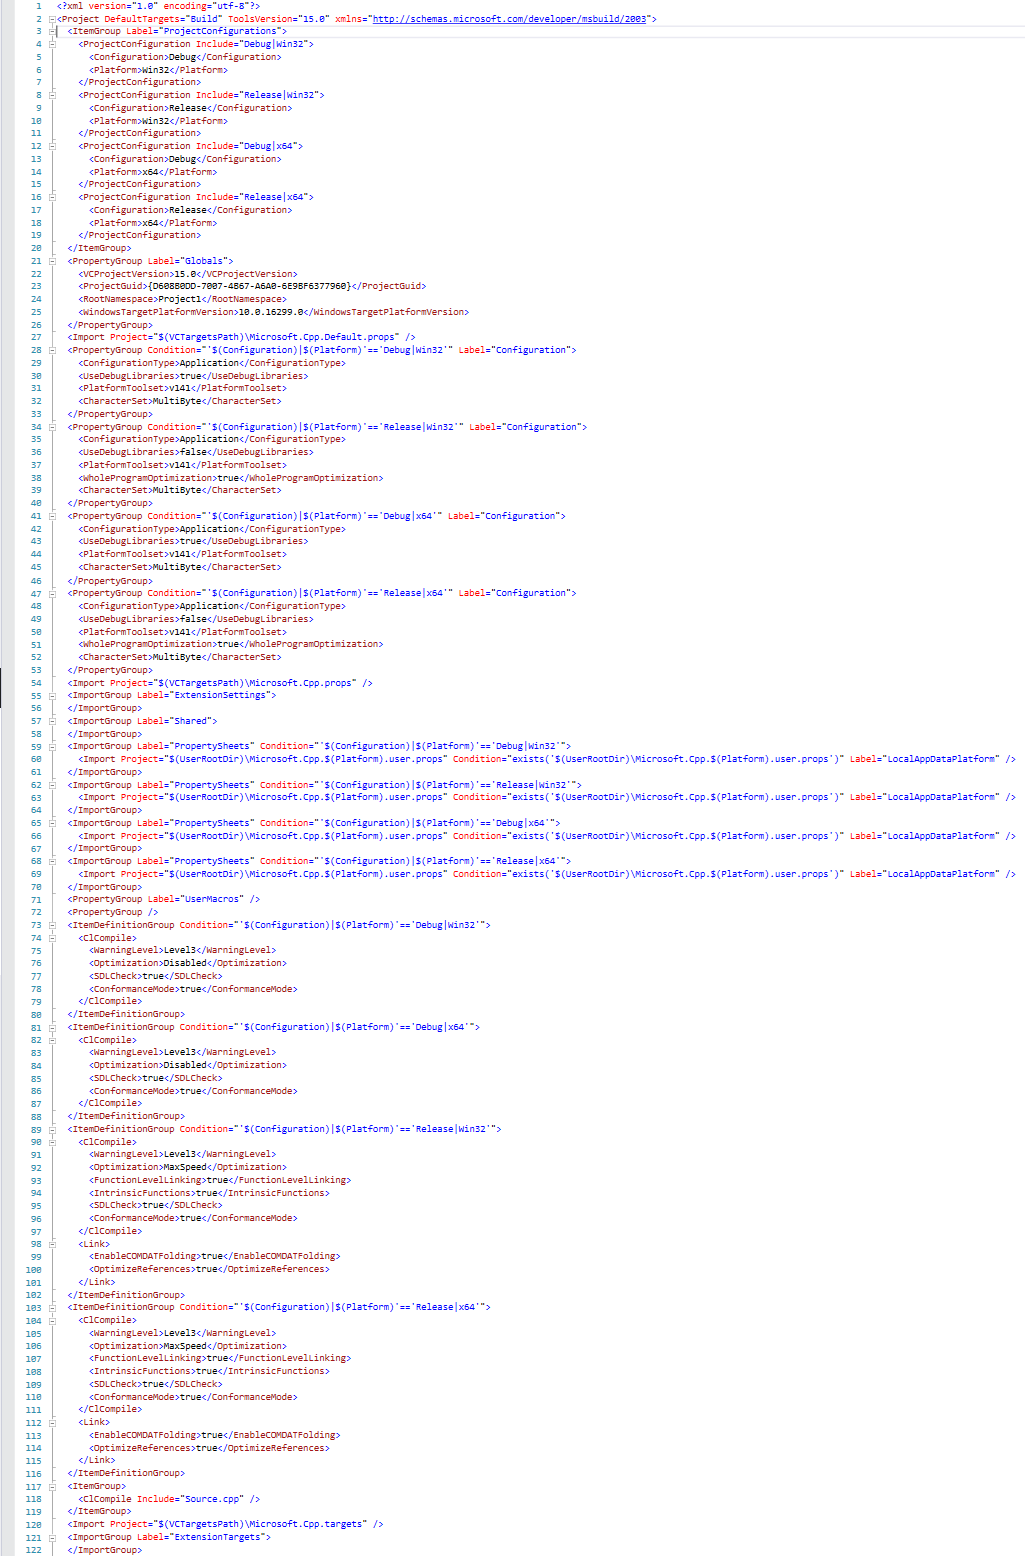 1 <?xml version="1.0" encoding="utf-8"?>
2 <Project DefaultTargets="Build" ToolsVersion="15.0" xmlns="http://schemas.microsoft.com/developer/msbuild/2003">
3 <ItemGroup Label="ProjectConfigurations">
4 <ProjectConfiguration Include="Debug|Win32">
5 <Configuration>Debug</Configuration>
6 <Platform>Win32</Platform>
7 </ProjectConfiguration>
8 <ProjectConfiguration Include="Release|Win32">
9 <Configuration>Release</Configuration>
10 <Platform>Win32</Platform>
11 </ProjectConfiguration>
12 <ProjectConfiguration Include="Debug|x64">
13 <Configuration>Debug</Configuration>
14 <Platform>x64</Platform>
15 </ProjectConfiguration>
16 <ProjectConfiguration Include="Release|x64">
17 <Configuration>Release</Configuration>
18 <Platform>x64</Platform>
19 </ProjectConfiguration>
20 </ItemGroup>
21 <PropertyGroup Label="Globals">
22 <VCProjectVersion>15.0</VCProjectVersion>
23 <ProjectGuid>{D60880DD-7007-4867-A6A0-6E9BF6377960}</ProjectGuid>
24 <RootNamespace>Project1</RootNamespace>
25 <WindowsTargetPlatformVersion>10.0.16299.0</WindowsTargetPlatformVersion>
26 </PropertyGroup>
27 <Import Project="$(VCTargetsPath)\Microsoft.Cpp.Default.props" />
28 <PropertyGroup Condition="'$(Configuration)|$(Platform)'=='Debug|Win32'" Label="Configuration">
29 <ConfigurationType>Application</ConfigurationType>
30 <UseDebugLibraries>true</UseDebugLibraries>
31 <PlatformToolset>v141</PlatformToolset>
32 <CharacterSet>MultiByte</CharacterSet>
33 </PropertyGroup>
34 <PropertyGroup Condition="'$(Configuration)|$(Platform)'=='Release|Win32'" Label="Configuration">
35 <ConfigurationType>Application</ConfigurationType>
36 <UseDebugLibraries>false</UseDebugLibraries>
37 <PlatformToolset>v141</PlatformToolset>
38 <WholeProgramOptimization>true</WholeProgramOptimization>
39 <CharacterSet>MultiByte</CharacterSet>
40 </PropertyGroup>
41 <PropertyGroup Condition="'$(Configuration)|$(Platform)'=='Debug|x64'" Label="Configuration">
42 <ConfigurationType>Application</ConfigurationType>
43 <UseDebugLibraries>true</UseDebugLibraries>
44 <PlatformToolset>v141</PlatformToolset>
45 <CharacterSet>MultiByte</CharacterSet>
46 </PropertyGroup>
47 <PropertyGroup Condition="'$(Configuration)|$(Platform)'=='Release|x64'" Label="Configuration">
48 <ConfigurationType>Application</ConfigurationType>
49 <UseDebugLibraries>false</UseDebugLibraries>
50 <PlatformToolset>v141</PlatformToolset>
51 <WholeProgramOptimization>true</WholeProgramOptimization>
52 <CharacterSet>MultiByte</CharacterSet>
53 </PropertyGroup>
54 <Import Project="$(VCTargetsPath)\Microsoft.Cpp.props" />
55 <ImportGroup Label="ExtensionSettings">
56 </ImportGroup>
57 <ImportGroup Label="Shared">
58 </ImportGroup>
59 <ImportGroup Label="PropertySheets" Condition="'$(Configuration)|$(Platform)'=='Debug|Win32'">
60 <Import Project="$(UserRootDir)\Microsoft.Cpp.$(Platform).user.props" Condition="exists('$(UserRootDir)\Microsoft.Cpp.$(Platform).user.props')" Label="LocalAppDataPlatform" />
61 </ImportGroup>
62 <ImportGroup Label="PropertySheets" Condition="'$(Configuration)|$(Platform)'=='Release|Win32'">
63 <Import Project="$(UserRootDir)\Microsoft.Cpp.$(Platform).user.props" Condition="exists('$(UserRootDir)\Microsoft.Cpp.$(Platform).user.props')" Label="LocalAppDataPlatform" />
64 </ImportGroup>
65 <ImportGroup Label="PropertySheets" Condition="'$(Configuration)|$(Platform)'=='Debug|x64'">
66 <Import Project="$(UserRootDir)\Microsoft.Cpp.$(Platform).user.props" Condition="exists('$(UserRootDir)\Microsoft.Cpp.$(Platform).user.props')" Label="LocalAppDataPlatform" />
67 </ImportGroup>
68 <ImportGroup Label="PropertySheets" Condition="'$(Configuration)|$(Platform)'=='Release|x64'">
69 <Import Project="$(UserRootDir)\Microsoft.Cpp.$(Platform).user.props" Condition="exists('$(UserRootDir)\Microsoft.Cpp.$(Platform).user.props')" Label="LocalAppDataPlatform" />
70 </ImportGroup>
71 <PropertyGroup Label="UserMacros" />
72 <PropertyGroup />
73 <ItemDefinitionGroup Condition="'$(Configuration)|$(Platform)'=='Debug|Win32'">
74 <ClCompile>
75 <WarningLevel>Level3</WarningLevel>
76 <Optimization>Disabled</Optimization>
77 <SDLCheck>true</SDLCheck>
78 <ConformanceMode>true</ConformanceMode>
79 </ClCompile>
80 </ItemDefinitionGroup>
81 <ItemDefinitionGroup Condition="'$(Configuration)|$(Platform)'=='Debug|x64'">
82 <ClCompile>
83 <WarningLevel>Level3</WarningLevel>
84 <Optimization>Disabled</Optimization>
85 <SDLCheck>true</SDLCheck>
86 <ConformanceMode>true</ConformanceMode>
87 </ClCompile>
88 </ItemDefinitionGroup>
89 <ItemDefinitionGroup Condition="'$(Configuration)|$(Platform)'=='Release|Win32'">
90 <ClCompile>
91 <WarningLevel>Level3</WarningLevel>
92 <Optimization>MaxSpeed</Optimization>
93 <FunctionLevelLinking>true</FunctionLevelLinking>
94 <IntrinsicFunctions>true</IntrinsicFunctions>
95 <SDLCheck>true</SDLCheck>
96 <ConformanceMode>true</ConformanceMode>
97 </ClCompile>
98 <Link>
99 <EnableCOMDATFolding>true</EnableCOMDATFolding>
100 <OptimizeReferences>true</OptimizeReferences>
101 </Link>
102 </ItemDefinitionGroup>
103 <ItemDefinitionGroup Condition="'$(Configuration)|$(Platform)'=='Release|x64'">
104 <ClCompile>
105 <WarningLevel>Level3</WarningLevel>
106 <Optimization>MaxSpeed</Optimization>
107 <FunctionLevelLinking>true</FunctionLevelLinking>
108 <IntrinsicFunctions>true</IntrinsicFunctions>
109 <SDLCheck>true</SDLCheck>
110 <ConformanceMode>true</ConformanceMode>
111 </ClCompile>
112 <Link>
113 <EnableCOMDATFolding>true</EnableCOMDATFolding>
114 <OptimizeReferences>true</OptimizeReferences>
115 </Link>
116 </ItemDefinitionGroup>
117 <ItemGroup>
118 <ClCompile Include="Source.cpp" />
119 </ItemGroup>
120 <Import Project="$(VCTargetsPath)\Microsoft.Cpp.targets" />
121 <ImportGroup Label="ExtensionTargets">
122 </ImportGroup>